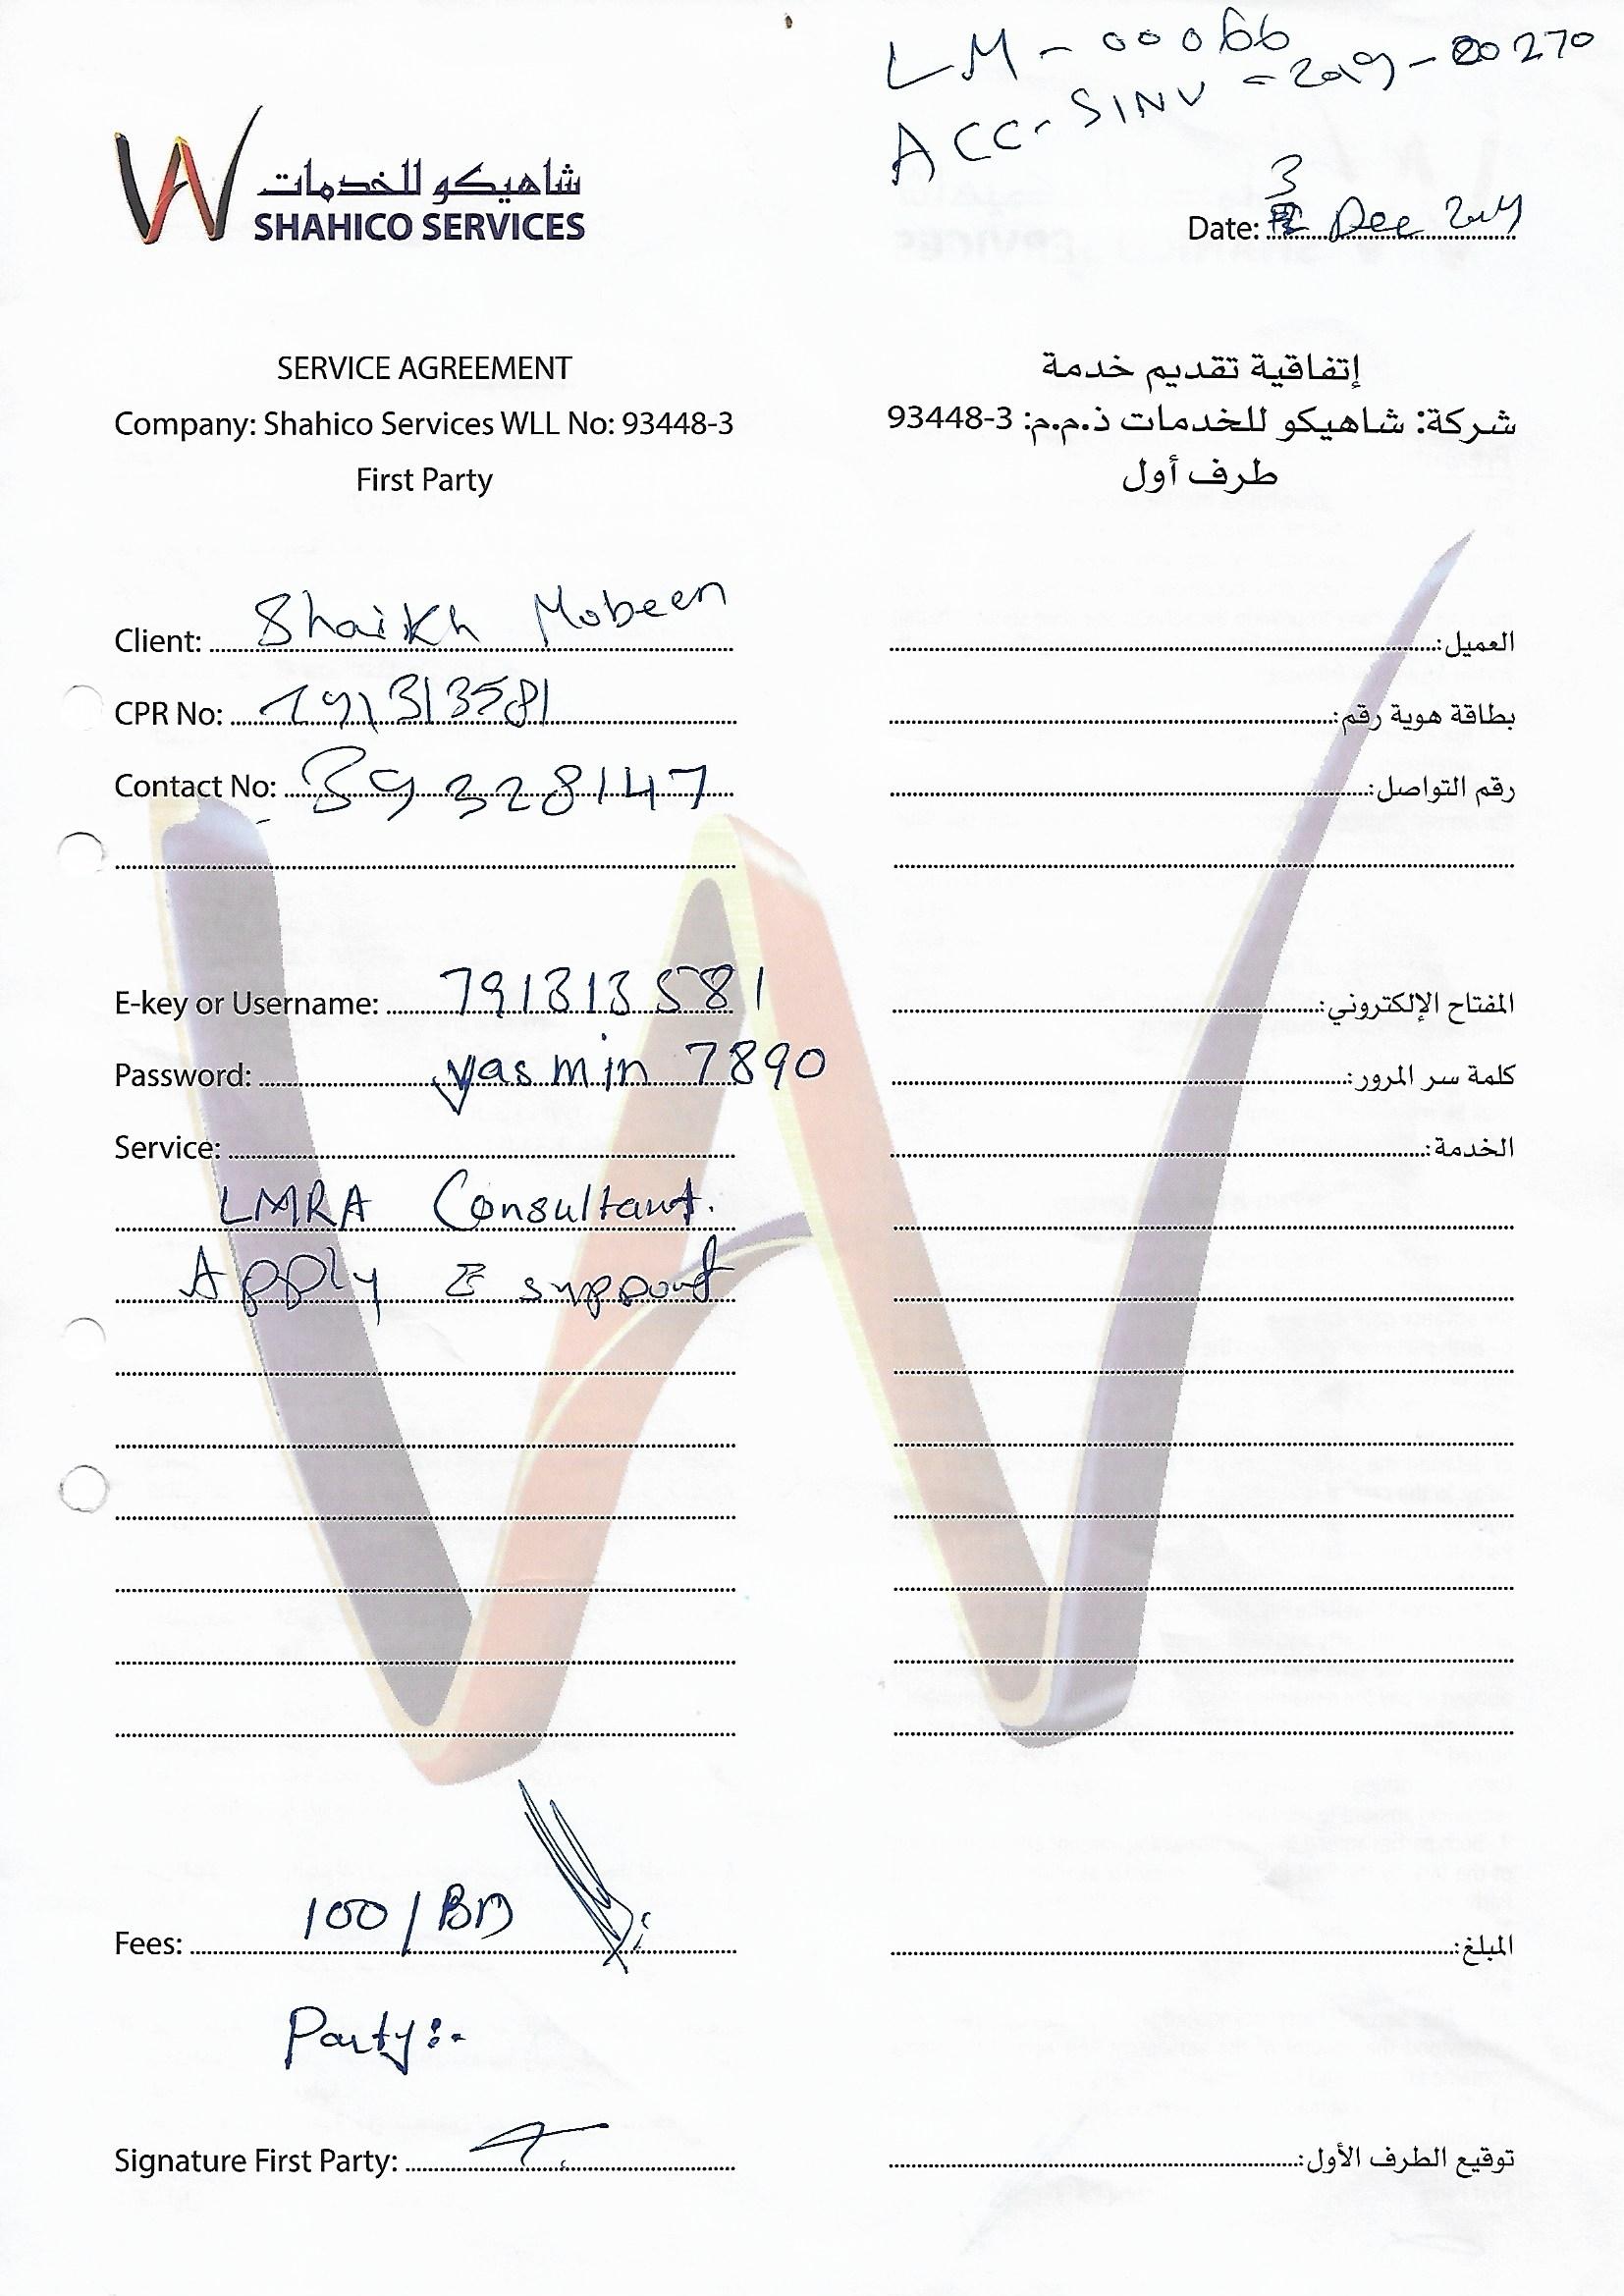 LM-00066
ACC-SINV-2019-00270
شاهيكو للخدمات
SHAHICO SERVICES
Date: 3 Dec 2019
SERVICE AGREEMENT
Company: Shahico Services WLL No: 93448-3
First Party
إتفاقية تقديم خدمة
شركة: شاهيكو للخدمات ذ.م.م: 3-93448
طرف أول
Client: Shaikh Mobeen
CPR No: 791313581
Contact No: 39328147
العميل:
بطاقة هوية رقم:
رقم التواصل:
E-key or Username: 791313581
Password: yasmin 7890
Service:
LMRA Consultant.
Apply E support
المفتاح الإلكتروني:
كلمة سر المرور:
الخدمة:
Fees: 100/BD
المبلغ:
Party:-
Signature First Party:
توقيع الطرف الأول: